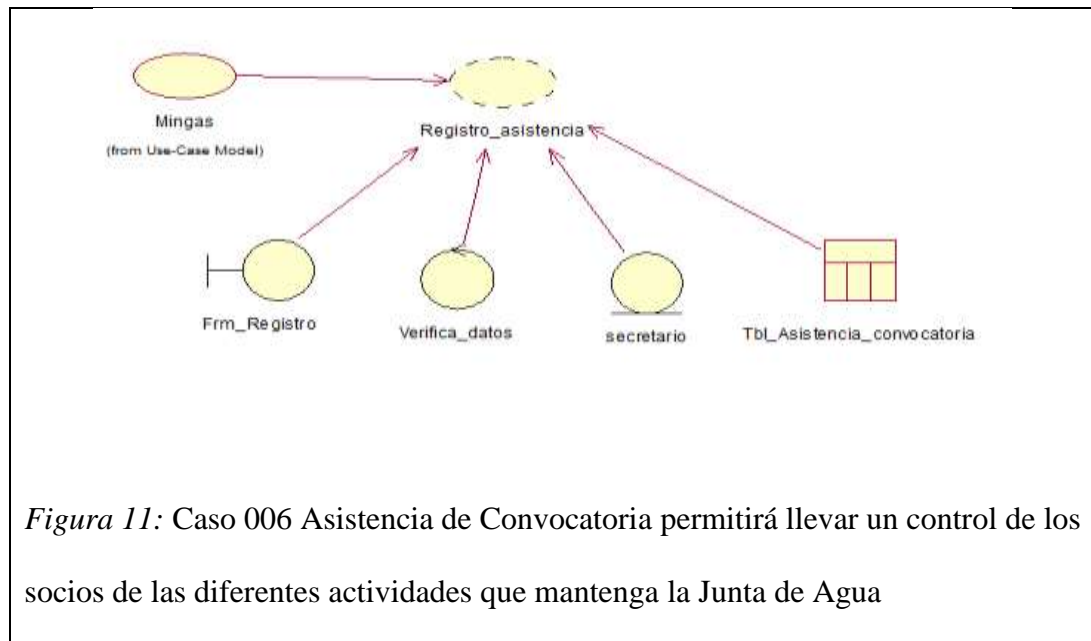 Mingas
(from Use-Case Model)
Registro_asistencia
Frm_Registro
Verifica_datos
secretario
Tbl_Asistencia_convocatoria
Figura 11: Caso 006 Asistencia de Convocatoria permitirá llevar un control de los
socios de las diferentes actividades que mantenga la Junta de Agua